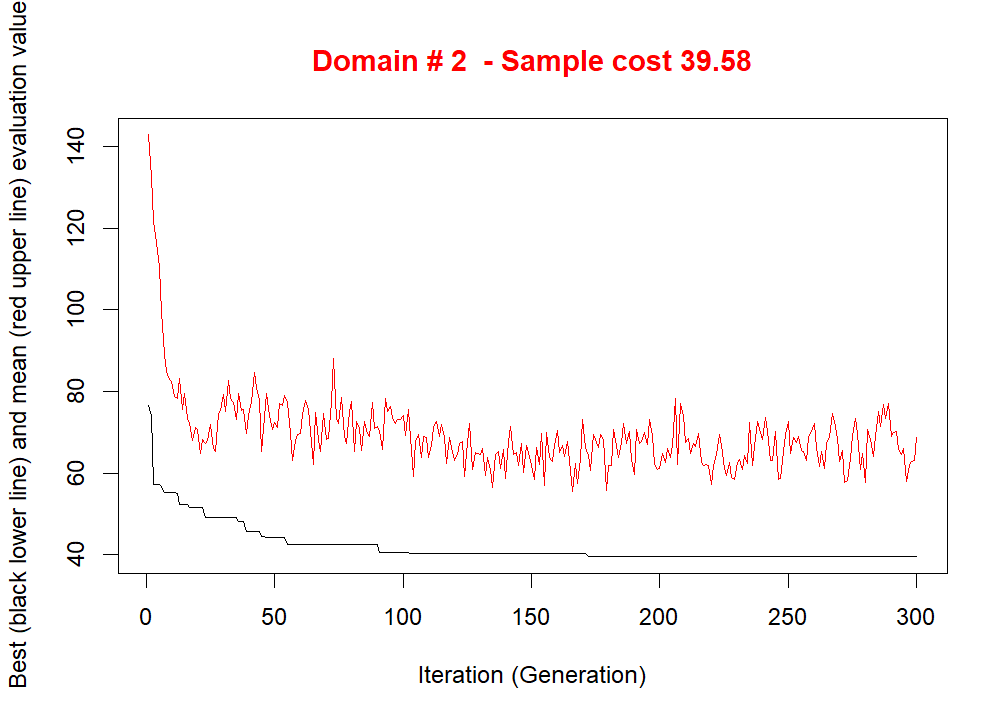 Domain # 2  - Sample cost 39.58
Best (black lower line) and mean (red upper line) evaluation value
140
120
100
80
60
40
0 50 100 150 200 250 300
Iteration (Generation)